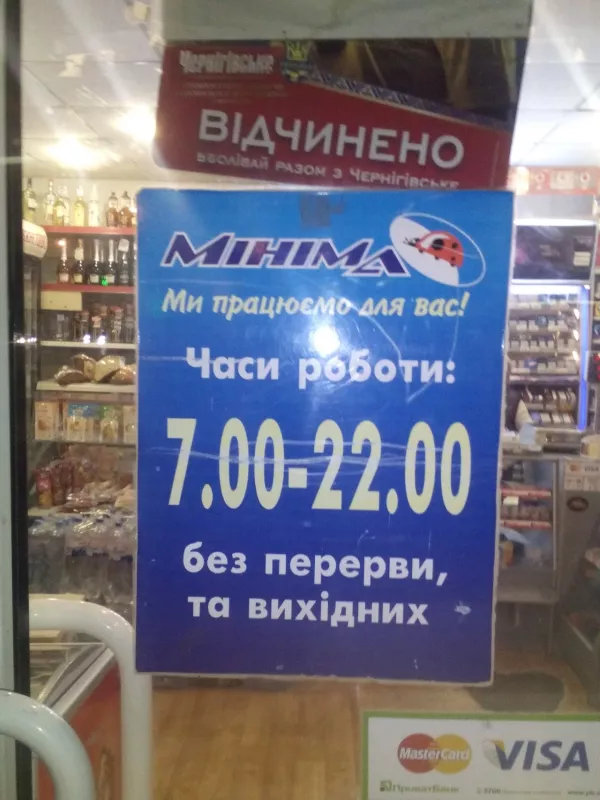 Чернігівське
ВІДЧИНЕНО
ВБОЛІВАЙ РАЗОМ З ЧЕРНІГІВСЬКЕ
МІНІМА
Ми працюємо для вас!
Часи роботи:
7.00-22.00
без перерви,
та вихідних
MasterCard VISA
ПриватБанк